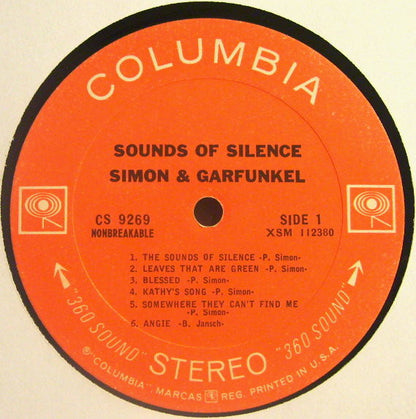 COLUMBIA
SOUNDS OF SILENCE
SIMON & GARFUNKEL
CS 9269
NONBREAKABLE
SIDE 1
XSM 112380
1. THE SOUNDS OF SILENCE -P. Simon-
2. LEAVES THAT ARE GREEN -P. Simon-
3. BLESSED -P. Simon-
4. KATHY'S SONG -P. Simon-
5. SOMEWHERE THEY CAN'T FIND ME
-P. Simon-
6. ANGIE -B. Jansch-
"360 SOUND" STEREO "360 SOUND"
® "COLUMBIA" MARCAS REG. PRINTED IN U.S.A.